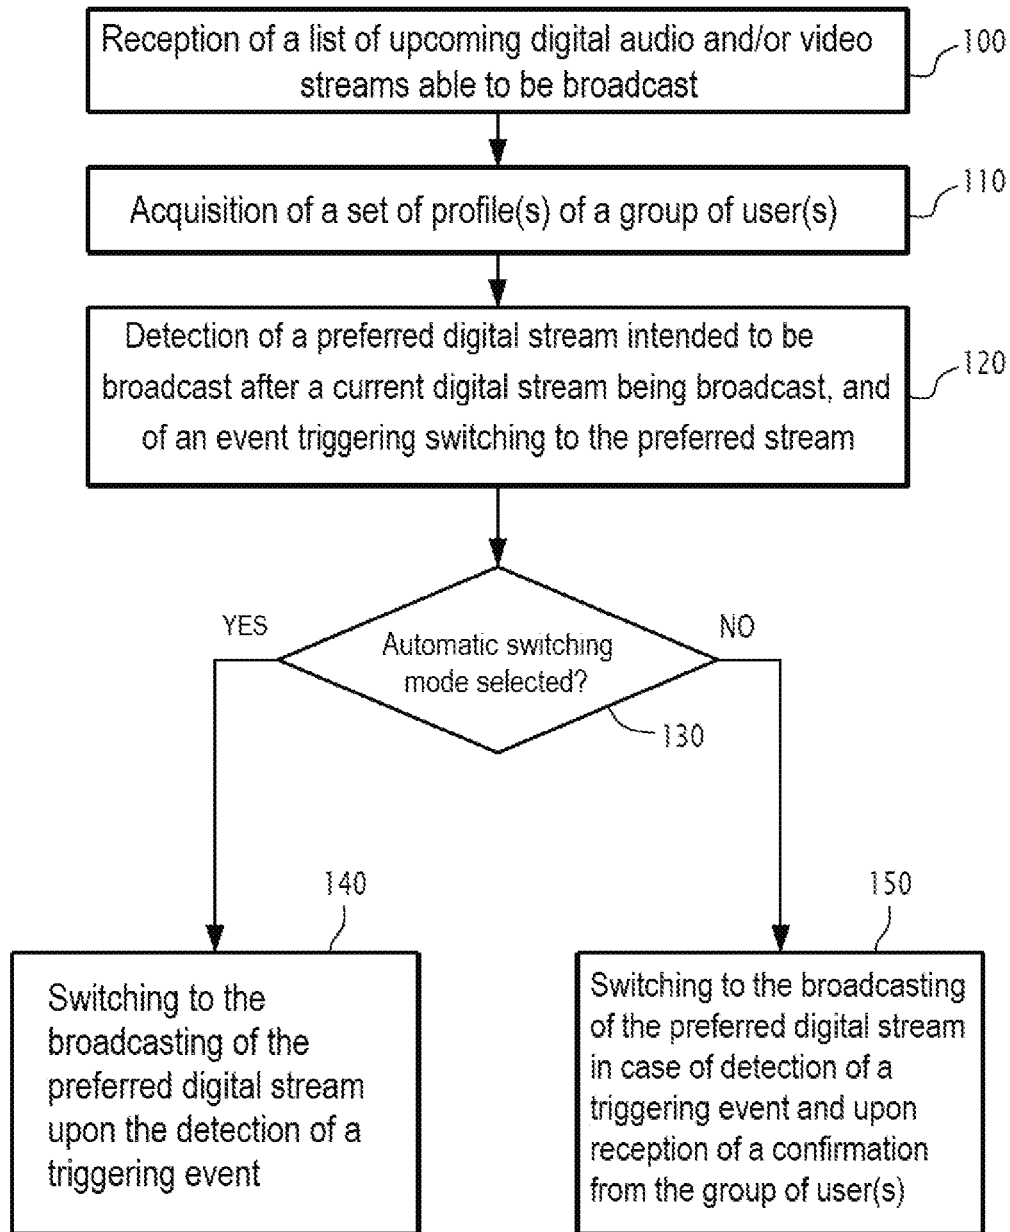 Reception of a list of upcoming digital audio and/or video
streams able to be broadcast
100
Acquisition of a set of profile(s) of a group of user(s)
110
Detection of a preferred digital stream intended to be
broadcast after a current digital stream being broadcast, and
of an event triggering switching to the preferred stream
120
YES
NO
Automatic switching
mode selected?
130
140
Switching to the
broadcasting of the
preferred digital stream
upon the detection of a
triggering event
150
Switching to the broadcasting
of the preferred digital stream
in case of detection of a
triggering event and upon
reception of a confirmation
from the group of user(s)